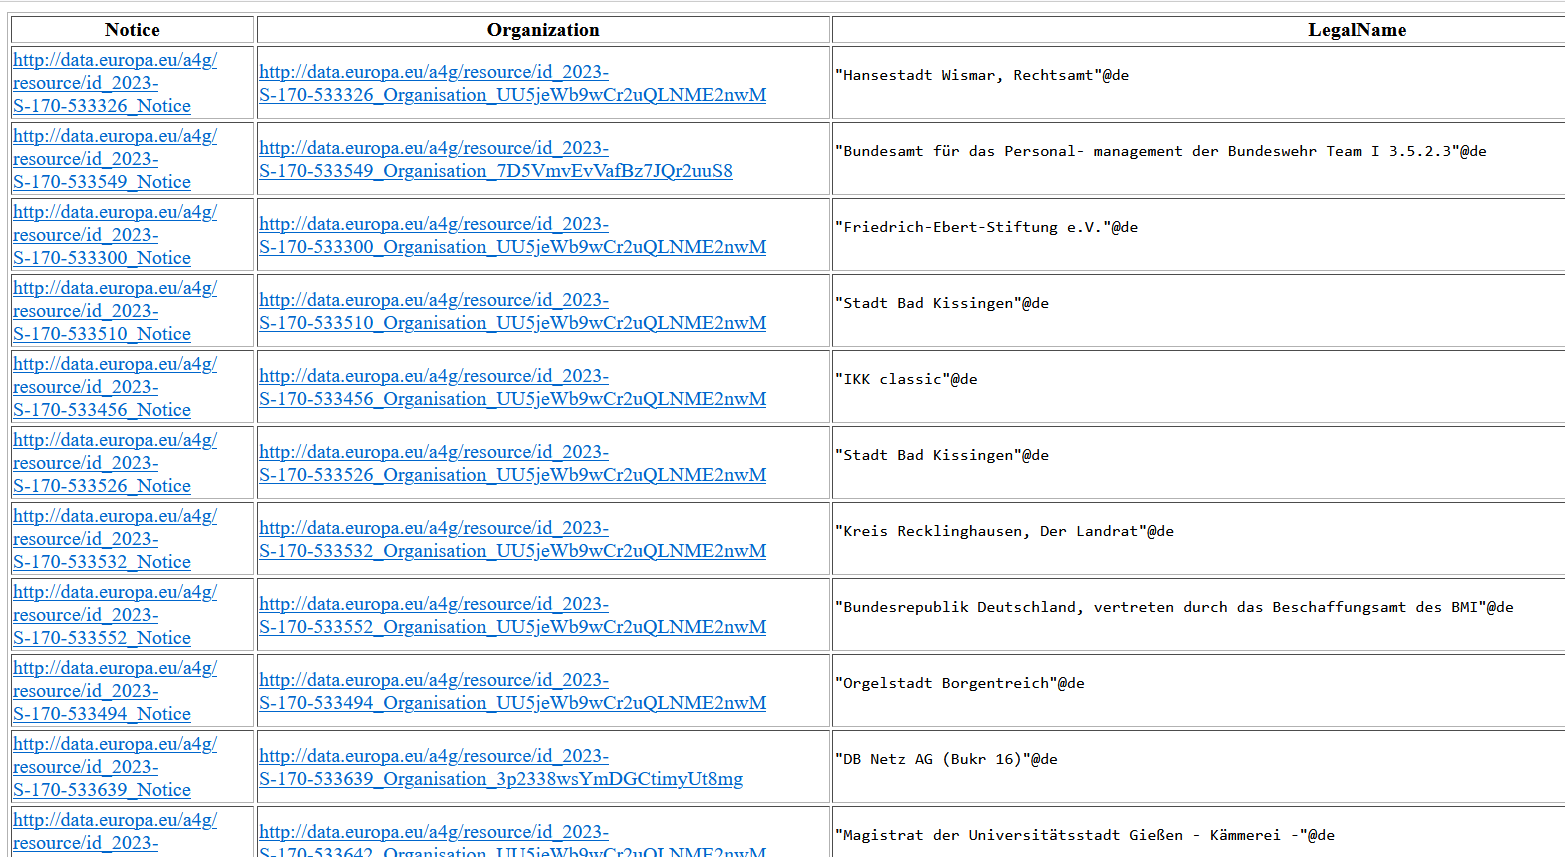 Notice Organization LegalName
http://data.europa.eu/a4g/
resource/id_2023-
S-170-533326_Notice
http://data.europa.eu/a4g/resource/id_2023-
S-170-533326_Organisation_UU5jeWb9wCr2uQLNME2nwM
"Hansestadt Wismar, Rechtsamt"@de
http://data.europa.eu/a4g/
resource/id_2023-
S-170-533549_Notice
http://data.europa.eu/a4g/resource/id_2023-
S-170-533549_Organisation_7D5VmvEvVafBz7JQr2uuS8
"Bundesamt für das Personal- management der Bundeswehr Team I 3.5.2.3"@de
http://data.europa.eu/a4g/
resource/id_2023-
S-170-533300_Notice
http://data.europa.eu/a4g/resource/id_2023-
S-170-533300_Organisation_UU5jeWb9wCr2uQLNME2nwM
"Friedrich-Ebert-Stiftung e.V."@de
http://data.europa.eu/a4g/
resource/id_2023-
S-170-533510_Notice
http://data.europa.eu/a4g/resource/id_2023-
S-170-533510_Organisation_UU5jeWb9wCr2uQLNME2nwM
"Stadt Bad Kissingen"@de
http://data.europa.eu/a4g/
resource/id_2023-
S-170-533456_Notice
http://data.europa.eu/a4g/resource/id_2023-
S-170-533456_Organisation_UU5jeWb9wCr2uQLNME2nwM
"IKK classic"@de
http://data.europa.eu/a4g/
resource/id_2023-
S-170-533526_Notice
http://data.europa.eu/a4g/resource/id_2023-
S-170-533526_Organisation_UU5jeWb9wCr2uQLNME2nwM
"Stadt Bad Kissingen"@de
http://data.europa.eu/a4g/
resource/id_2023-
S-170-533532_Notice
http://data.europa.eu/a4g/resource/id_2023-
S-170-533532_Organisation_UU5jeWb9wCr2uQLNME2nwM
"Kreis Recklinghausen, Der Landrat"@de
http://data.europa.eu/a4g/
resource/id_2023-
S-170-533552_Notice
http://data.europa.eu/a4g/resource/id_2023-
S-170-533552_Organisation_UU5jeWb9wCr2uQLNME2nwM
"Bundesrepublik Deutschland, vertreten durch das Beschaffungsamt des BMI"@de
http://data.europa.eu/a4g/
resource/id_2023-
S-170-533494_Notice
http://data.europa.eu/a4g/resource/id_2023-
S-170-533494_Organisation_UU5jeWb9wCr2uQLNME2nwM
"Orgelstadt Borgentreich"@de
http://data.europa.eu/a4g/
resource/id_2023-
S-170-533639_Notice
http://data.europa.eu/a4g/resource/id_2023-
S-170-533639_Organisation_3p2338wsYmDGCtimyUt8mg
"DB Netz AG (Bukr 16)"@de
http://data.europa.eu/a4g/
resource/id_2023-
http://data.europa.eu/a4g/resource/id_2023-
S-170-533642_Organisation_UU5jeWb9wCr2uQLNME2nwM
"Magistrat der Universitätsstadt Gießen - Kämmerei -"@de